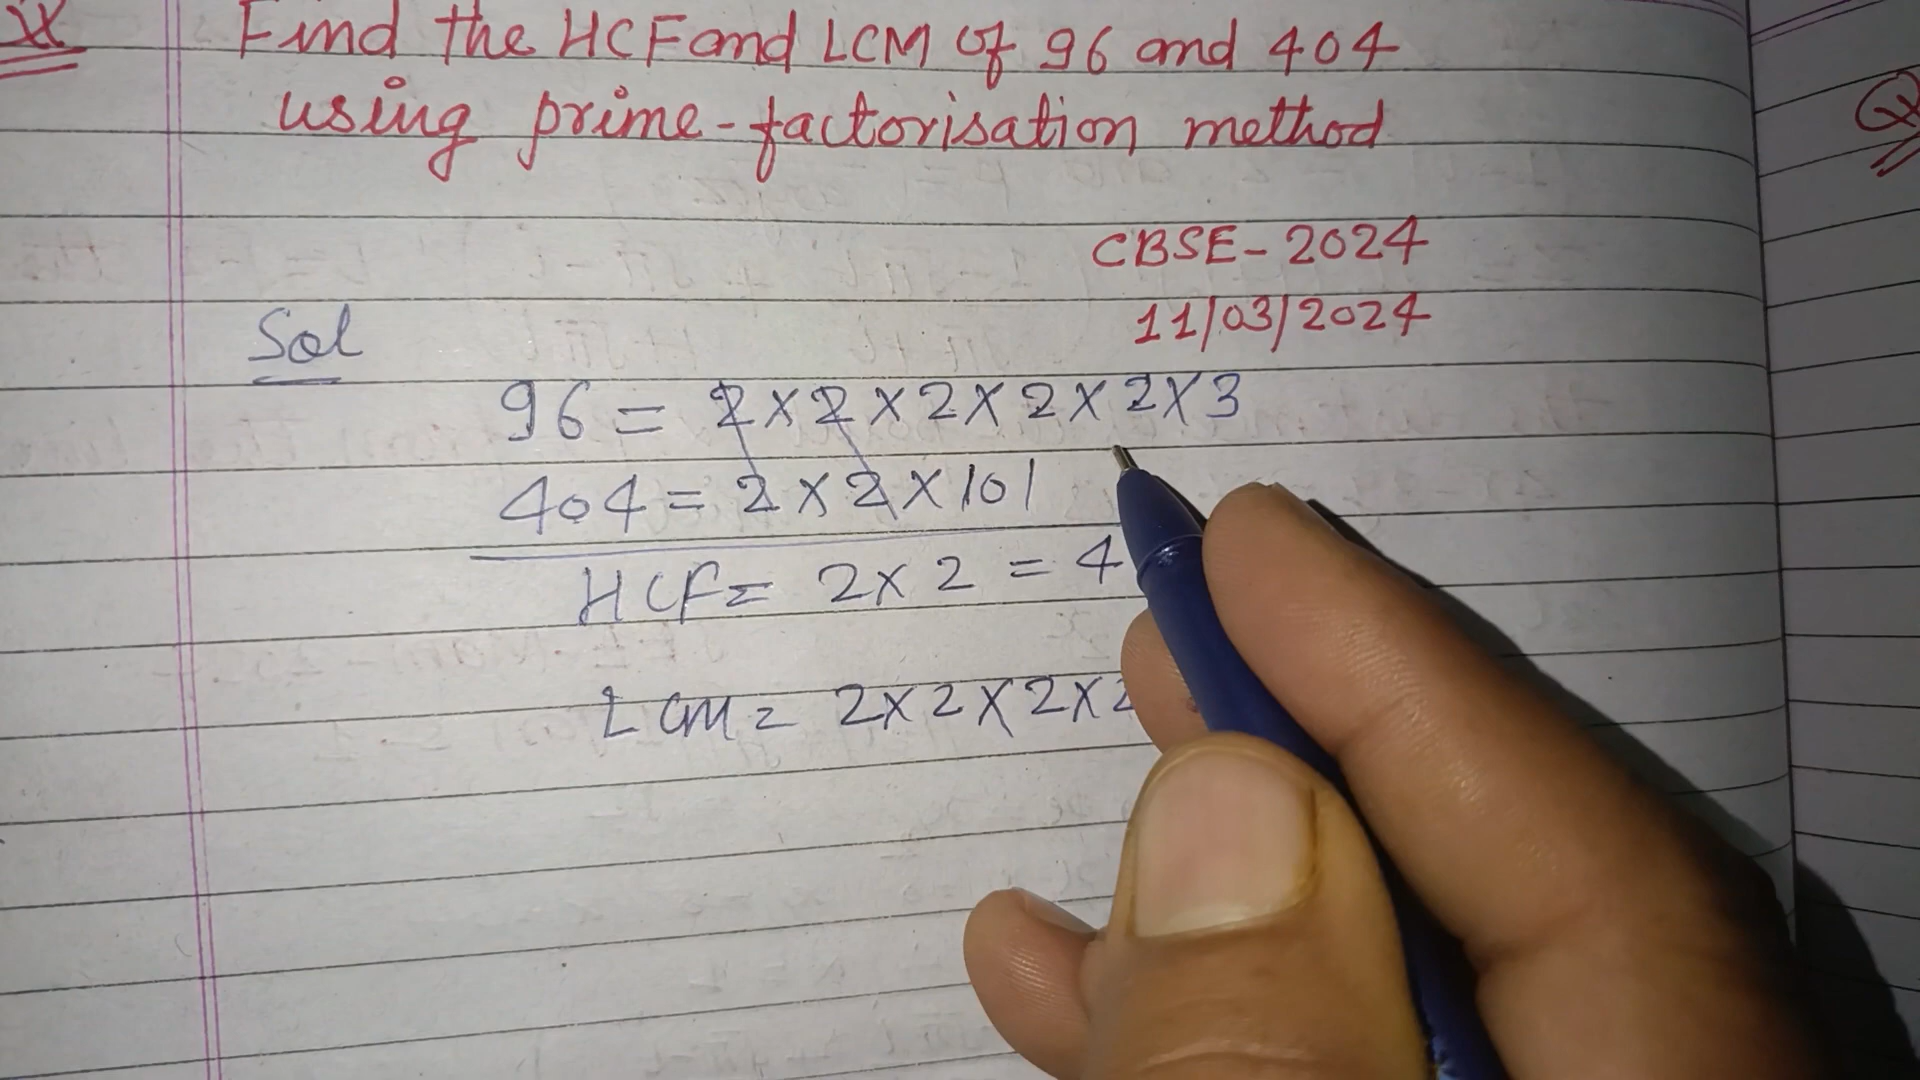 Find the HCF and LCM of 96 and 404
using prime-factorisation method
CBSE-2024
11/03/2024
Sol
96 = 2×2×2×2×2×3
404 = 2×2×101
HCF = 2×2 = 4
LCM = 2×2×2×2